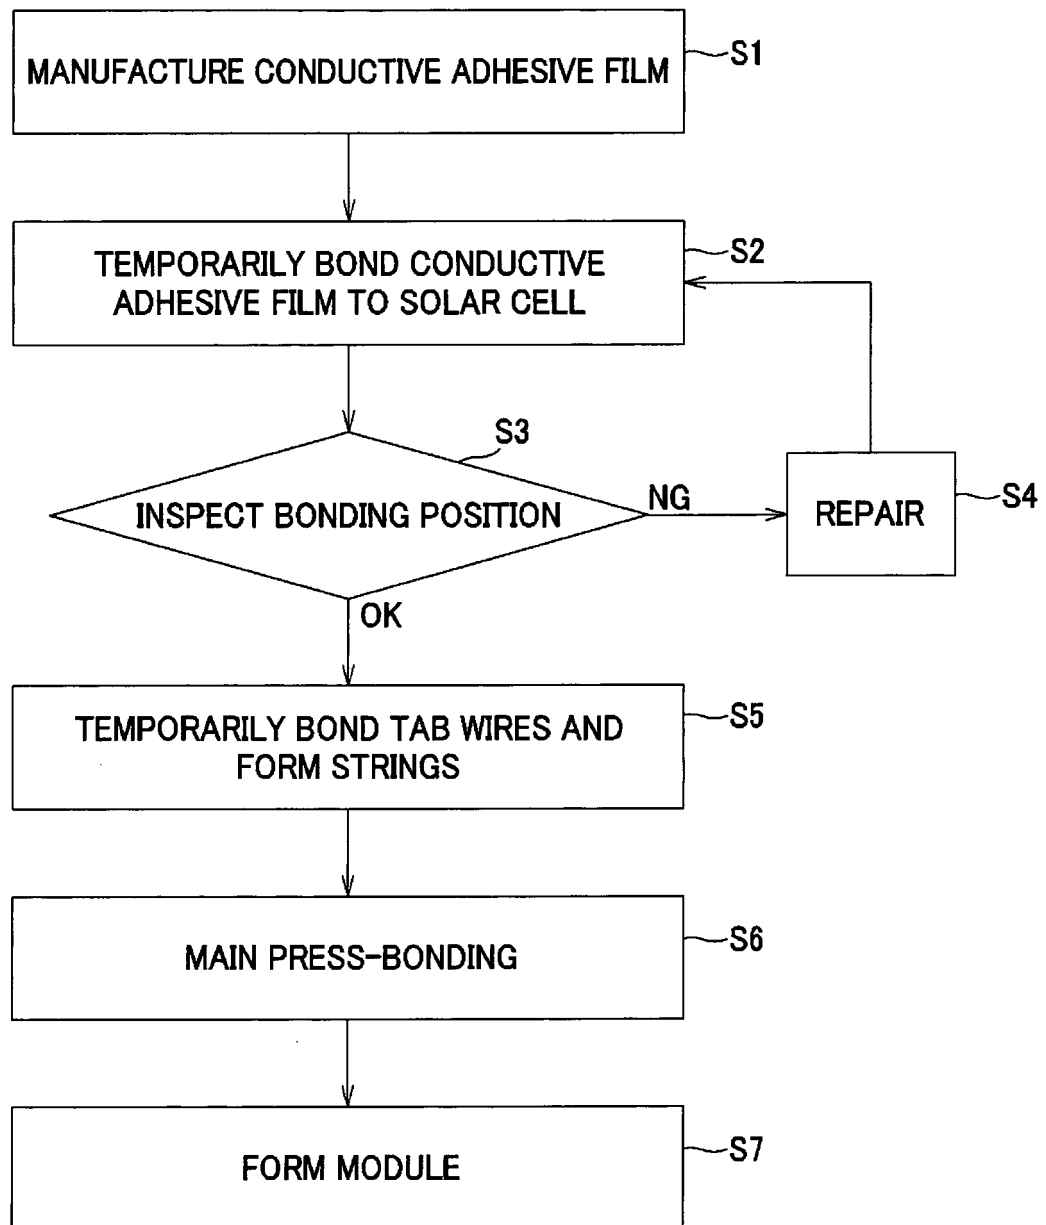 MANUFACTURE CONDUCTIVE ADHESIVE FILM
S1
TEMPORARILY BOND CONDUCTIVE
ADHESIVE FILM TO SOLAR CELL
S2
INSPECT BONDING POSITION
S3
NG
REPAIR
S4
OK
TEMPORARILY BOND TAB WIRES AND
FORM STRINGS
S5
MAIN PRESS-BONDING
S6
FORM MODULE
S7